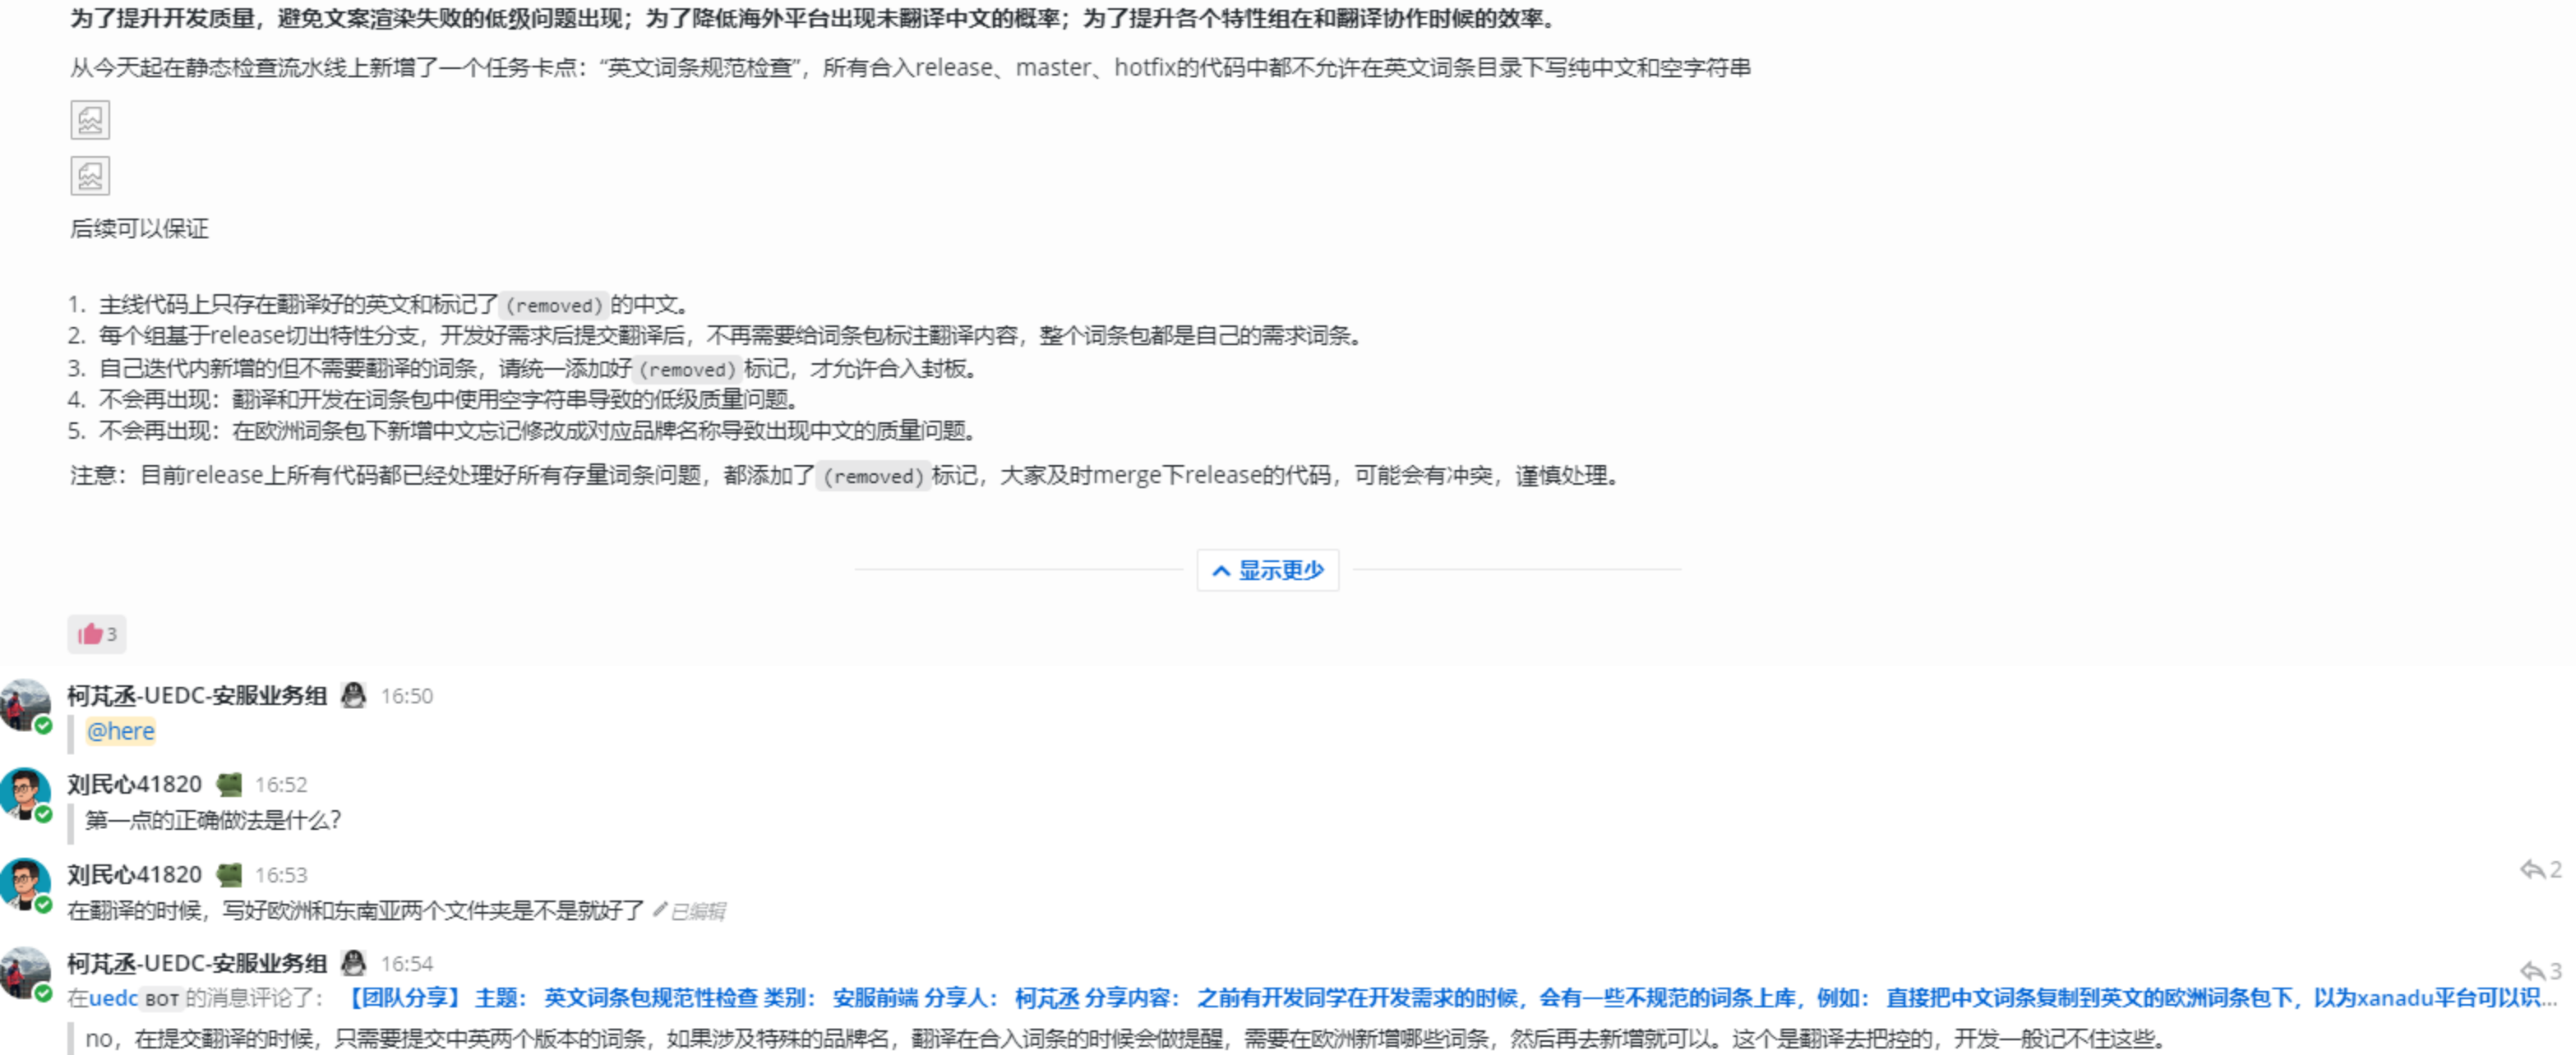 为了提升开发质量，避免文案渲染失败的低级问题出现；为了降低海外平台出现未翻译中文的概率；为了提升各个特性组在和翻译协作时候的效率。
从今天起在静态检查流水线上新增了一个任务卡点：“英文词条规范检查”，所有合入release、master、hotfix的代码中都不允许在英文词条目录下写纯中文和空字符串
后续可以保证
1. 主线代码上只存在翻译好的英文和标记了(removed)的中文。
2. 每个组基于release切出特性分支，开发好需求后提交翻译后，不再需要给词条包标注翻译内容，整个词条包都是自己的需求词条。
3. 自己迭代内新增的但不需要翻译的词条，请统一添加好(removed)标记，才允许合入封板。
4. 不会再出现：翻译和开发在词条包中使用空字符串导致的低级质量问题。
5. 不会再出现：在欧洲词条包下新增中文忘记修改成对应品牌名称导致出现中文的质量问题。
注意：目前release上所有代码都已经处理好所有存量词条问题，都添加了(removed)标记，大家及时merge下release的代码，可能会有冲突，谨慎处理。
显示更少
3
柯芃丞-UEDC-安服业务组 16:50
@here
刘民心41820 16:52
第一点的正确做法是什么？
刘民心41820 16:53
2
在翻译的时候，写好欧洲和东南亚两个文件夹是不是就好了 已编辑
柯芃丞-UEDC-安服业务组 16:54
3
在uedc BOT 的消息评论了： 【团队分享】 主题： 英文词条包规范性检查 类别： 安服前端 分享人： 柯芃丞 分享内容： 之前有开发同学在开发需求的时候，会有一些不规范的词条上库，例如： 直接把中文词条复制到英文的欧洲词条包下，以为xanadu平台可以识...
no，在提交翻译的时候，只需要提交中英两个版本的词条，如果涉及特殊的品牌名，翻译在合入词条的时候会做提醒，需要在欧洲新增哪些词条，然后再去新增就可以。这个是翻译去把控的，开发一般记不住这些。